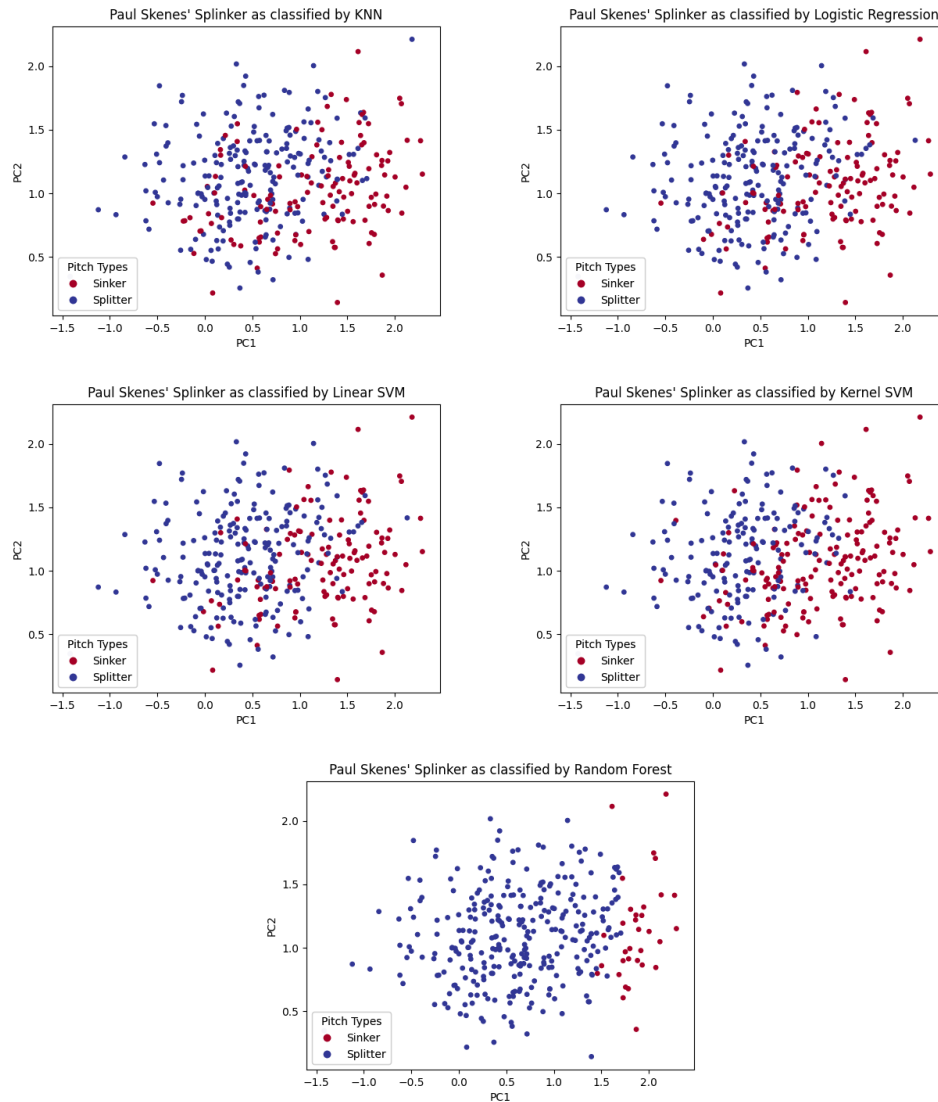 Paul Skenes' Splinker as classified by KNN
PC2
2.0
1.5
1.0
0.5
Pitch Types
Sinker
Splitter
−1.5 −1.0 −0.5 0.0 0.5 1.0 1.5 2.0
PC1
Paul Skenes' Splinker as classified by Logistic Regression
PC2
2.0
1.5
1.0
0.5
Pitch Types
Sinker
Splitter
−1.5 −1.0 −0.5 0.0 0.5 1.0 1.5 2.0
PC1
Paul Skenes' Splinker as classified by Linear SVM
PC2
2.0
1.5
1.0
0.5
Pitch Types
Sinker
Splitter
−1.5 −1.0 −0.5 0.0 0.5 1.0 1.5 2.0
PC1
Paul Skenes' Splinker as classified by Kernel SVM
PC2
2.0
1.5
1.0
0.5
Pitch Types
Sinker
Splitter
−1.5 −1.0 −0.5 0.0 0.5 1.0 1.5 2.0
PC1
Paul Skenes' Splinker as classified by Random Forest
PC2
2.0
1.5
1.0
0.5
Pitch Types
Sinker
Splitter
−1.5 −1.0 −0.5 0.0 0.5 1.0 1.5 2.0
PC1